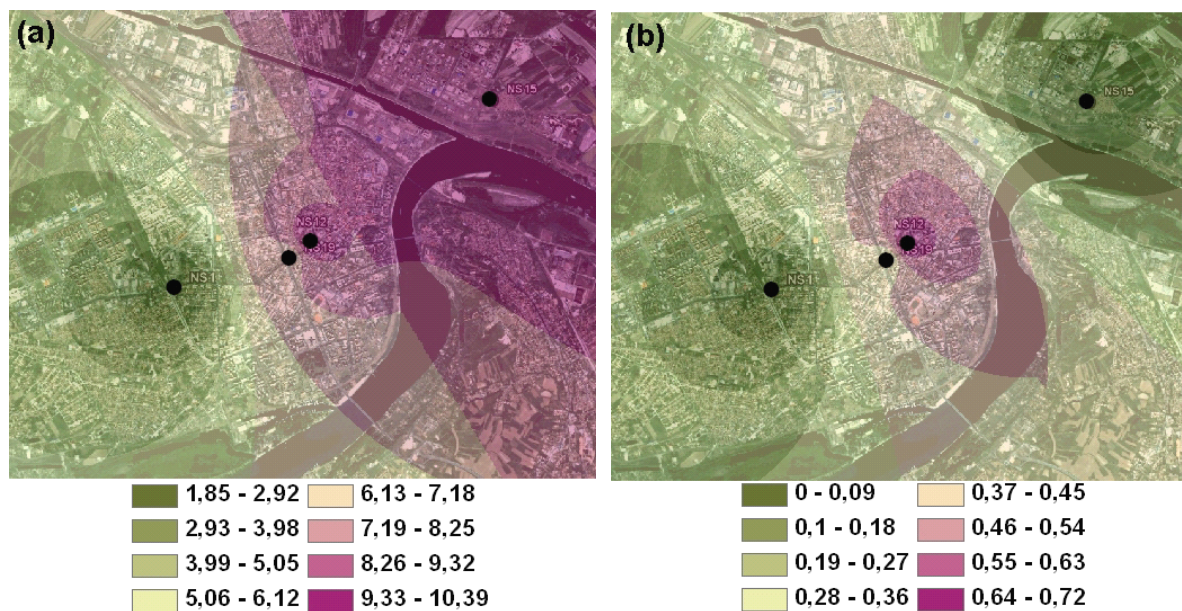 (a)
NS 15
NS 12
NS 19
NS 1
1,85 - 2,92
2,93 - 3,98
3,99 - 5,05
5,06 - 6,12
6,13 - 7,18
7,19 - 8,25
8,26 - 9,32
9,33 - 10,39
(b)
NS 15
NS 12
NS 19
0 - 0,09
0,1 - 0,18
0,19 - 0,27
0,28 - 0,36
0,37 - 0,45
0,46 - 0,54
0,55 - 0,63
0,64 - 0,72